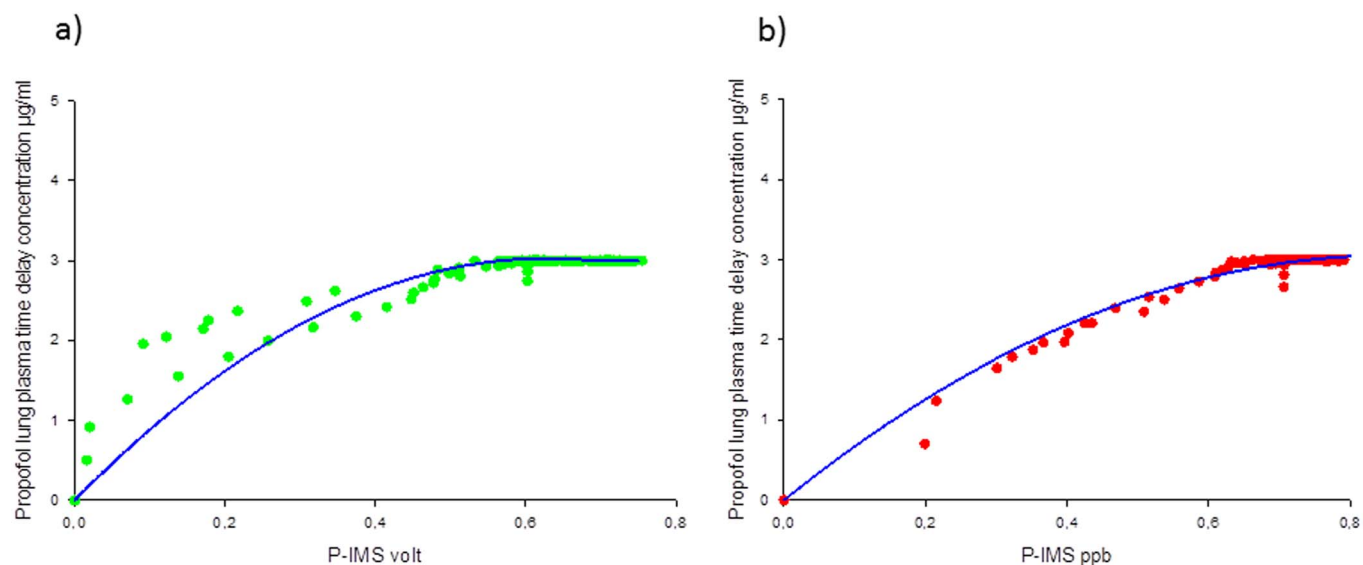 a)
Propofol lung plasma time delay concentration µg/ml
5
4
3
2
1
0
0,0 0,2 0,4 0,6 0,8
P-IMS volt
b)
Propofol lung plasma time delay concentration µg/ml
5
4
3
2
1
0
0,0 0,2 0,4 0,6 0,8
P-IMS ppb